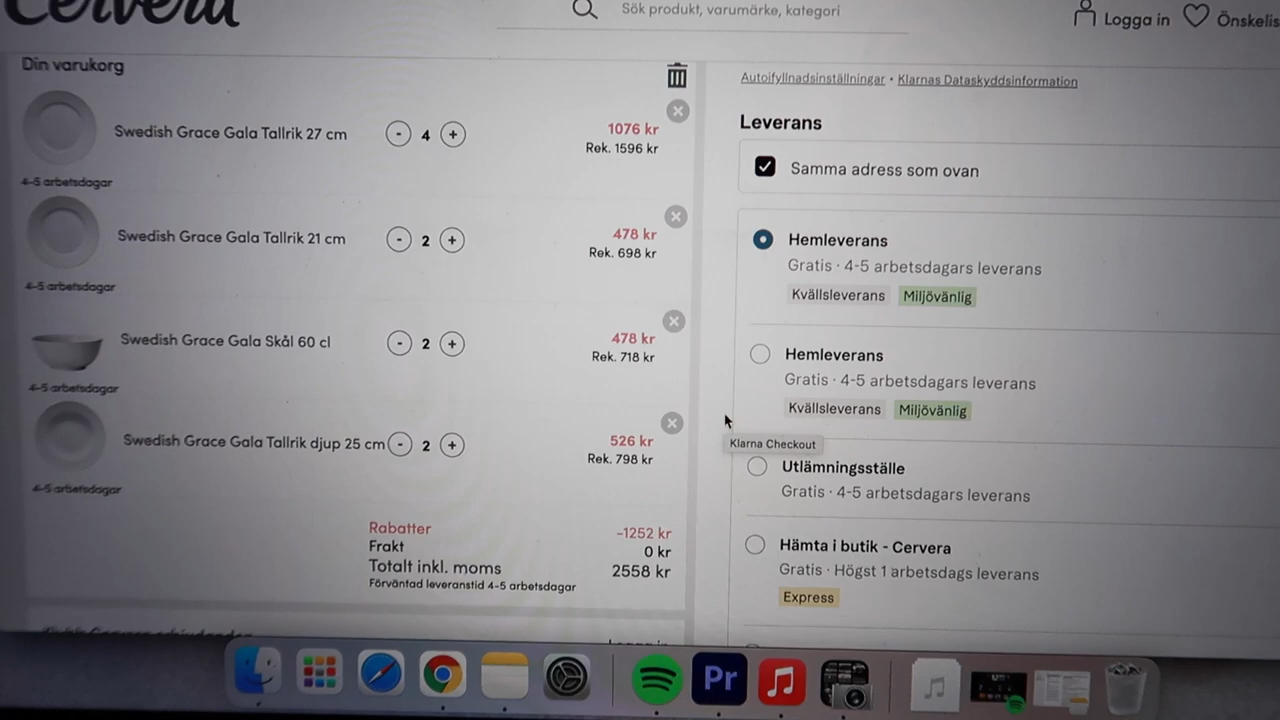 Cervera
Sök produkt, varumärke, kategori
Logga in
Önskelis
Din varukorg
Swedish Grace Gala Tallrik 27 cm
- 4 +
1076 kr
Rek. 1596 kr
4-5 arbetsdagar
Swedish Grace Gala Tallrik 21 cm
- 2 +
478 kr
Rek. 698 kr
4-5 arbetsdagar
Swedish Grace Gala Skål 60 cl
- 2 +
478 kr
Rek. 718 kr
4-5 arbetsdagar
Swedish Grace Gala Tallrik djup 25 cm
- 2 +
526 kr
Rek. 798 kr
4-5 arbetsdagar
Rabatter -1252 kr
Frakt 0 kr
Totalt inkl. moms 2558 kr
Förväntad leveranstid 4-5 arbetsdagar
Autoifyllnadsinställningar • Klarnas Dataskyddsinformation
Leverans
Samma adress som ovan
Hemleverans
Gratis · 4-5 arbetsdagars leverans
Kvällsleverans Miljövänlig
Hemleverans
Gratis · 4-5 arbetsdagars leverans
Kvällsleverans Miljövänlig
Klarna Checkout
Utlämningsställe
Gratis · 4-5 arbetsdagars leverans
Hämta i butik - Cervera
Gratis · Högst 1 arbetsdags leverans
Express
Pr